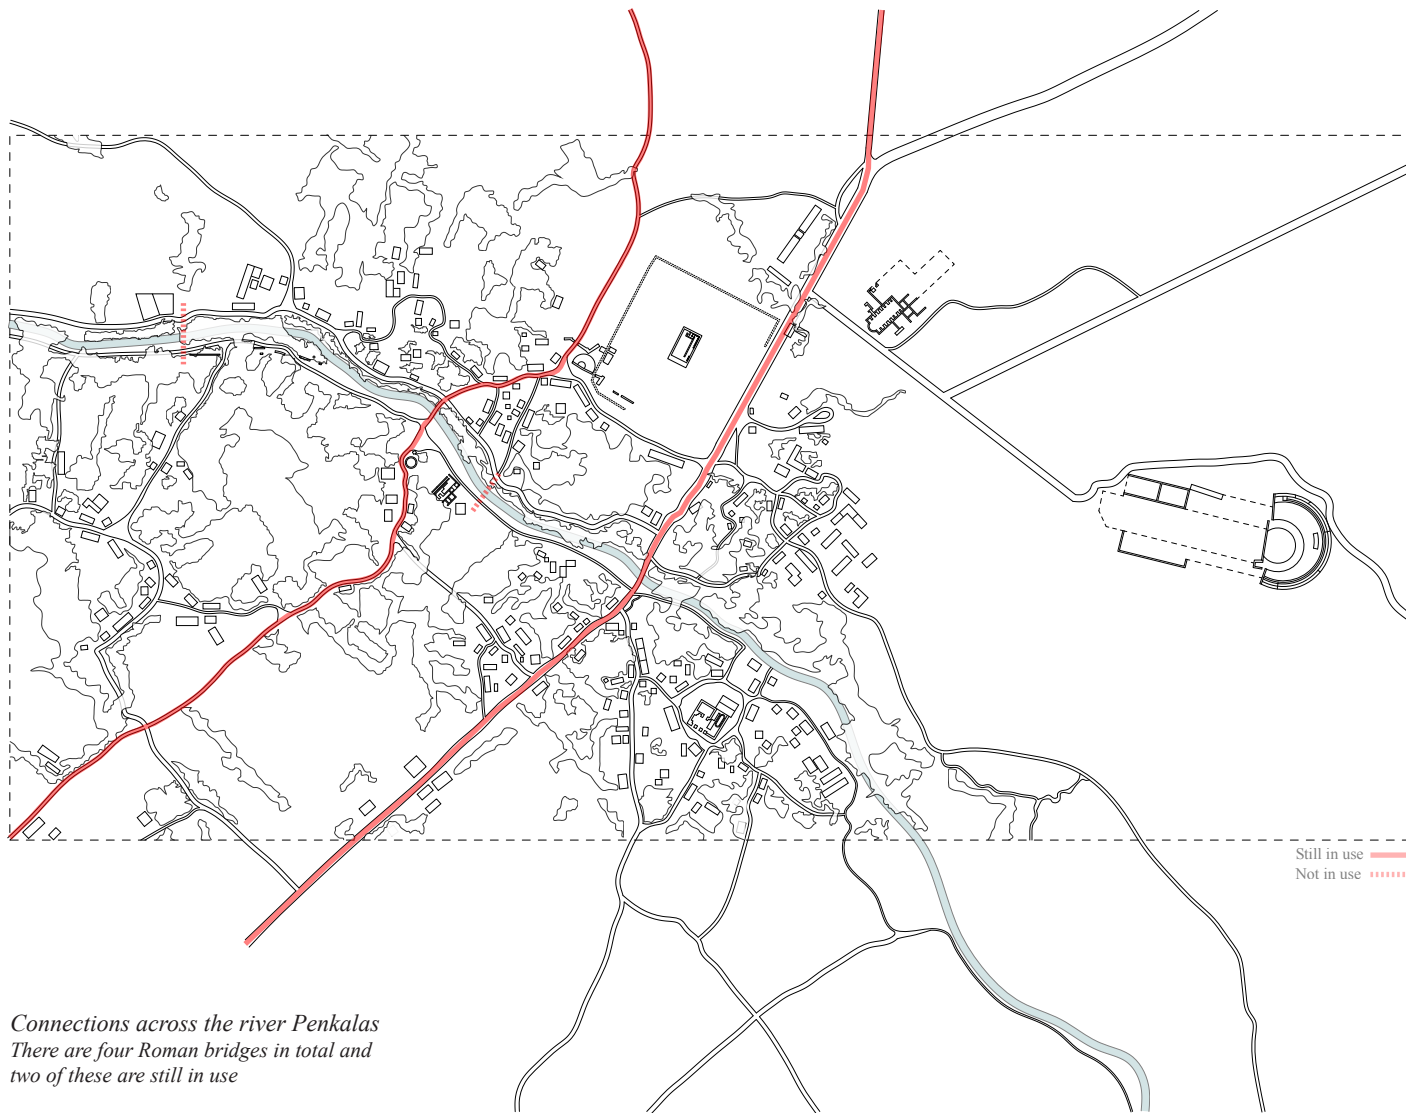 Still in use
Not in use
Connections across the river Penkalas
There are four Roman bridges in total and
two of these are still in use